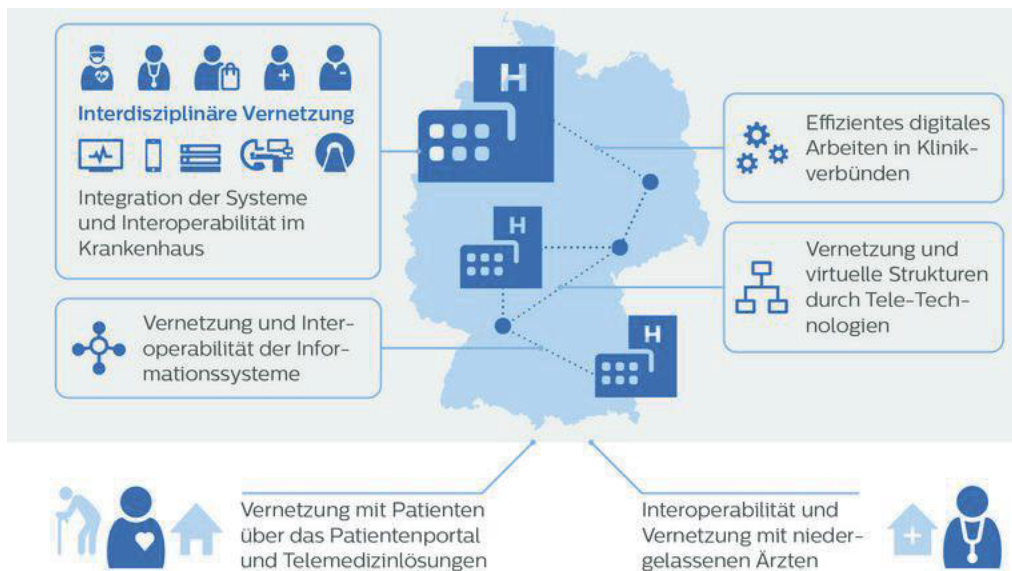 Interdisziplinäre Vernetzung
Integration der Systeme
und Interoperabilität im
Krankenhaus
Vernetzung und Inter-
operabilität der Infor-
mationssysteme
H
H
H
Effizientes digitales
Arbeiten in Klinik-
verbünden
Vernetzung und
virtuelle Strukturen
durch Tele-Tech-
nologien
Vernetzung mit Patienten
über das Patientenportal
und Telemedizinlösungen
Interoperabilität und
Vernetzung mit nieder-
gelassenen Ärzten